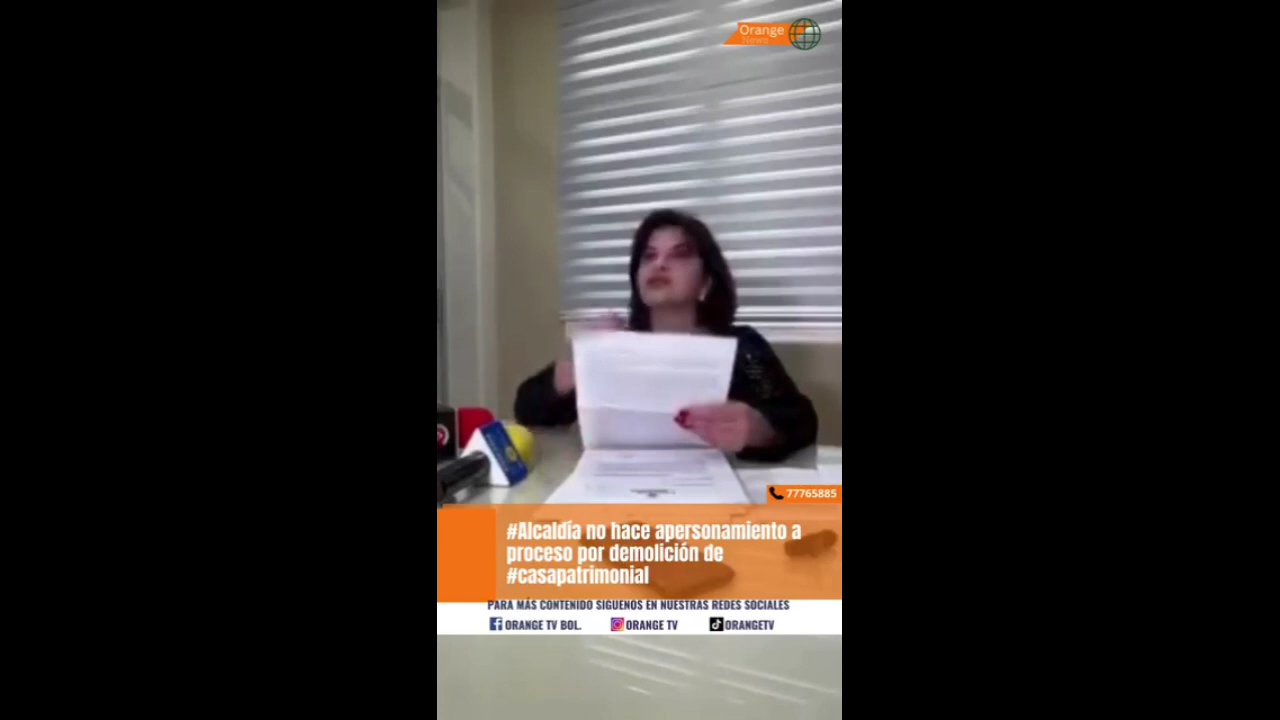 Orange
News
77765885
#Alcaldía no hace apersonamiento a
proceso por demolición de
#casapatrimonial
PARA MÁS CONTENIDO SIGUENOS EN NUESTRAS REDES SOCIALES
ORANGE TV BOL. ORANGE TV ORANGETV